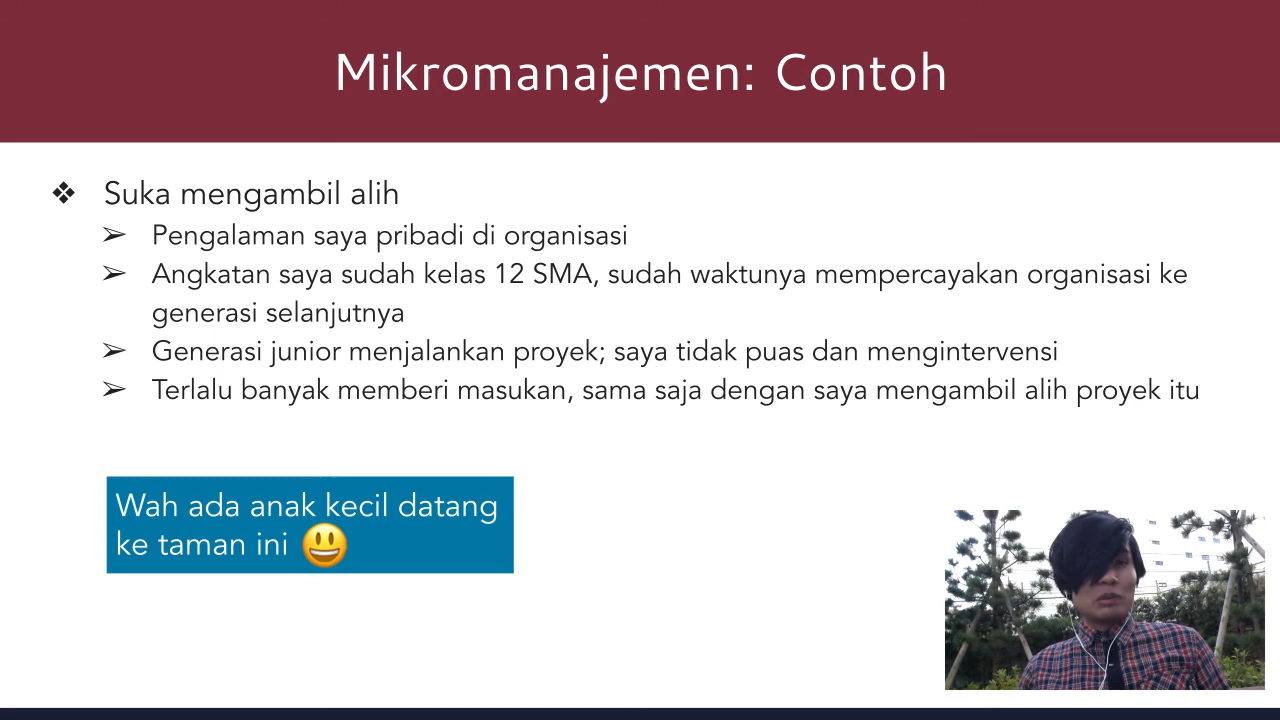 Mikromanajemen: Contoh
❖ Suka mengambil alih
➢ Pengalaman saya pribadi di organisasi
➢ Angkatan saya sudah kelas 12 SMA, sudah waktunya mempercayakan organisasi ke
generasi selanjutnya
➢ Generasi junior menjalankan proyek; saya tidak puas dan mengintervensi
➢ Terlalu banyak memberi masukan, sama saja dengan saya mengambil alih proyek itu
Wah ada anak kecil datang
ke taman ini 😃